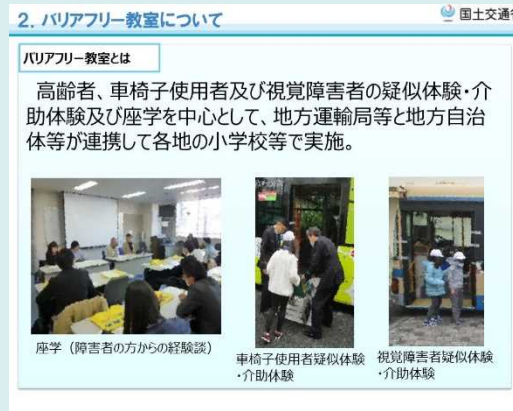 2. バリアフリー教室について
国土交通省
バリアフリー教室とは
高齢者、車椅子使用者及び視覚障害者の疑似体験・介
助体験及び座学を中心として、地方運輸局等と地方自治
体等が連携して各地の小学校等で実施。
座学（障害者の方からの経験談）
車椅子使用者疑似体験
・介助体験
視覚障害者疑似体験
・介助体験